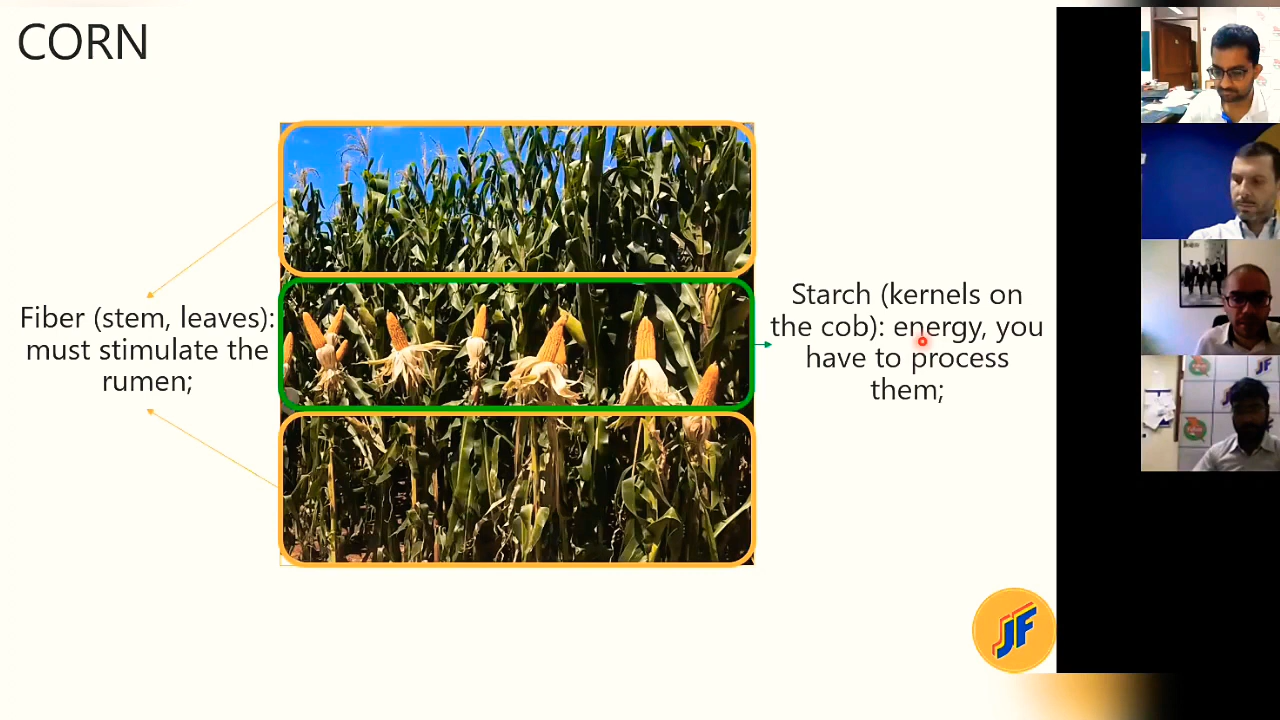 CORN
Fiber (stem, leaves):
must stimulate the
rumen;
Starch (kernels on
the cob): energy, you
have to process
them;
JF
JF